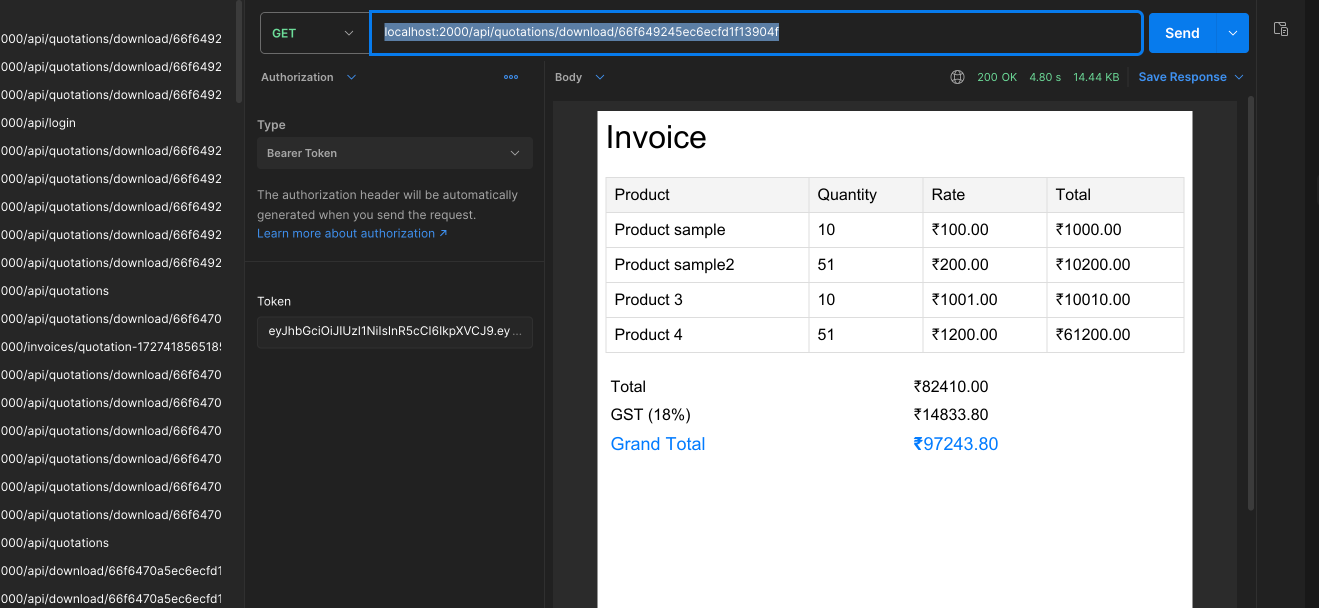 000/api/quotations/download/66f6492
000/api/quotations/download/66f6492
000/api/quotations/download/66f6492
000/api/login
000/api/quotations/download/66f6492
000/api/quotations/download/66f6492
000/api/quotations/download/66f6492
000/api/quotations/download/66f6492
000/api/quotations/download/66f6492
000/api/quotations
000/api/quotations/download/66f6470
000/invoices/quotation-172741856518
000/api/quotations/download/66f6470
000/api/quotations/download/66f6470
000/api/quotations/download/66f6470
000/api/quotations/download/66f6470
000/api/quotations/download/66f6470
000/api/quotations/download/66f6470
000/api/quotations
000/api/download/66f6470a5ec6ecfd1
000/api/download/66f6470a5ec6ecfd1
GET
localhost:2000/api/quotations/download/66f649245ec6ecfd1f13904f
Send
Authorization
Type
Bearer Token
The authorization header will be automatically
generated when you send the request.
Learn more about authorization ↗
Token
eyJhbGciOiJIUzI1NiIsInR5cCI6IkpXVCJ9.ey...
Body
200 OK 4.80 s 14.44 KB
Save Response
Invoice
Product Quantity Rate Total
Product sample 10 ₹100.00 ₹1000.00
Product sample2 51 ₹200.00 ₹10200.00
Product 3 10 ₹1001.00 ₹10010.00
Product 4 51 ₹1200.00 ₹61200.00
Total ₹82410.00
GST (18%) ₹14833.80
Grand Total ₹97243.80